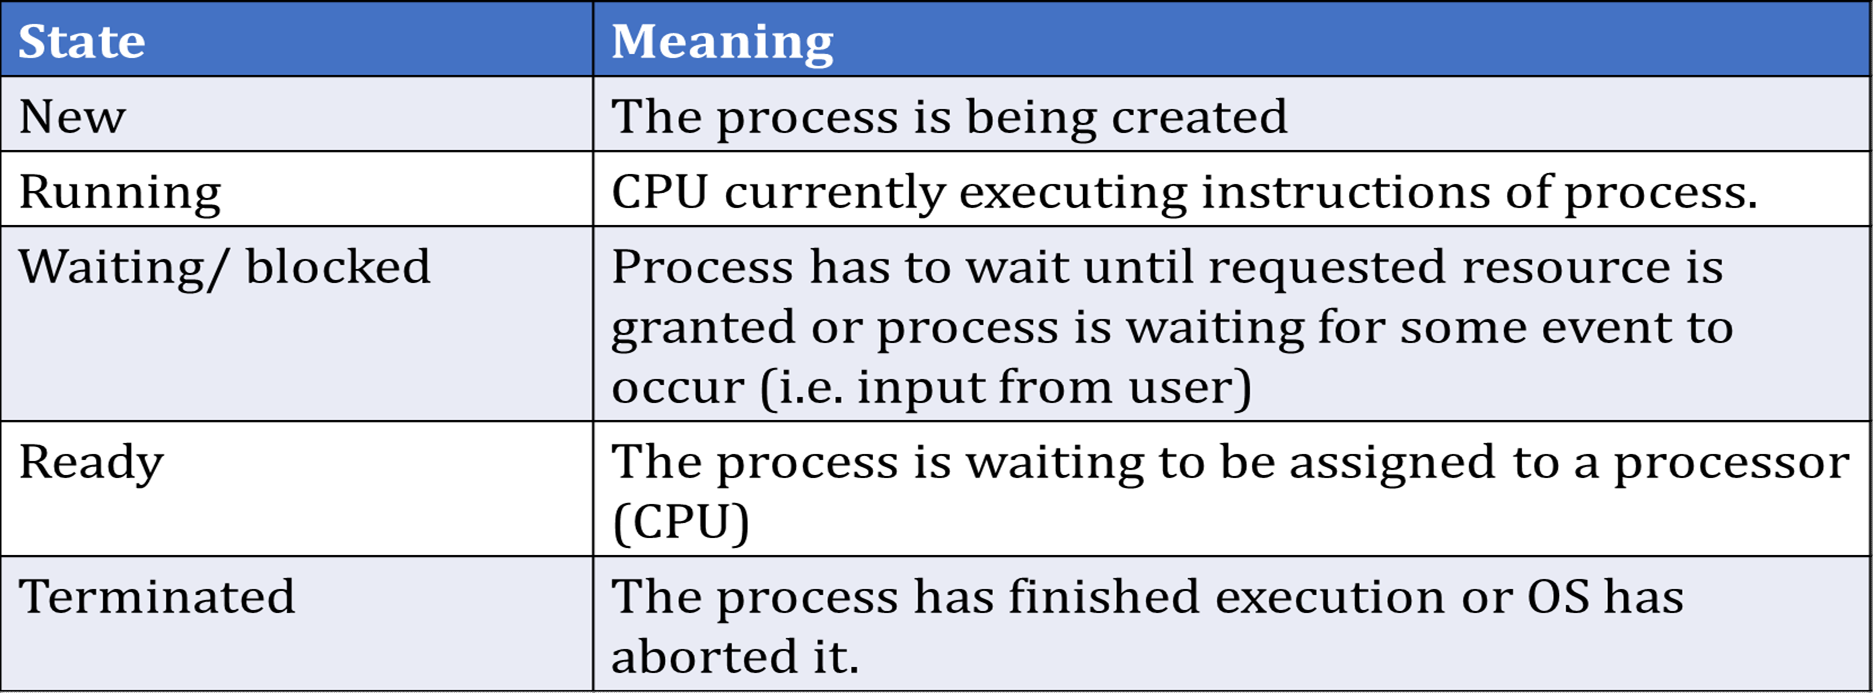 State
Meaning
New
The process is being created
Running
CPU currently executing instructions of process.
Waiting/ blocked
Process has to wait until requested resource is
granted or process is waiting for some event to
occur (i.e. input from user)
Ready
The process is waiting to be assigned to a processor
(CPU)
Terminated
The process has finished execution or OS has
aborted it.